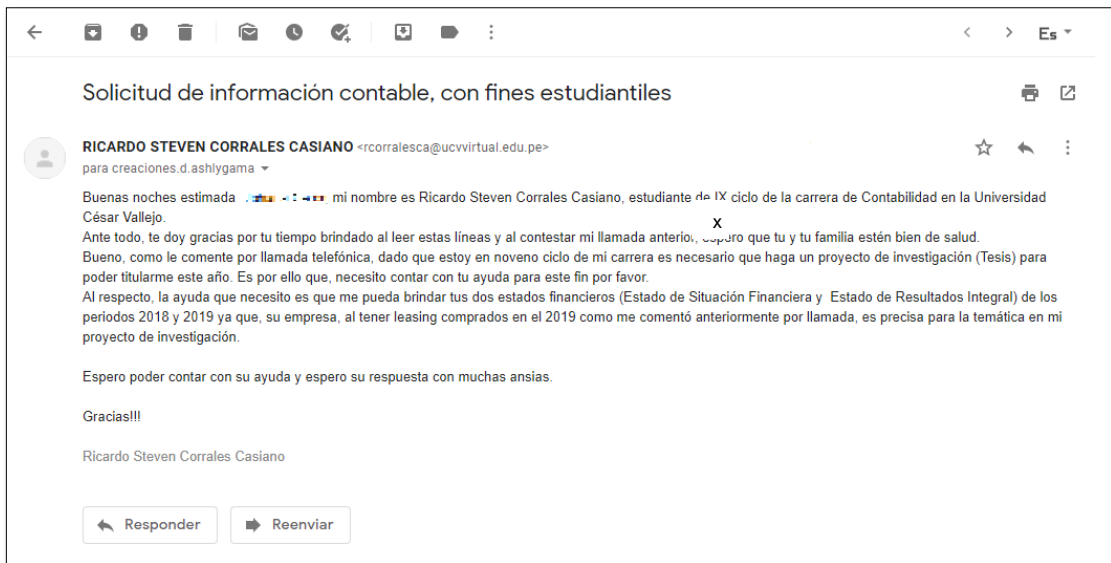 Es
Solicitud de información contable, con fines estudiantiles
RICARDO STEVEN CORRALES CASIANO <rcorralesca@ucvvirtual.edu.pe>
para creaciones.d.ashlygama
Buenas noches estimada mi nombre es Ricardo Steven Corrales Casiano, estudiante de IX ciclo de la carrera de Contabilidad en la Universidad
César Vallejo.
x
Ante todo, te doy gracias por tu tiempo brindado al leer estas líneas y al contestar mi llamada anterior, espero que tu y tu familia estén bien de salud.
Bueno, como le comente por llamada telefónica, dado que estoy en noveno ciclo de mi carrera es necesario que haga un proyecto de investigación (Tesis) para
poder titularme este año. Es por ello que, necesito contar con tu ayuda para este fin por favor.
Al respecto, la ayuda que necesito es que me pueda brindar tus dos estados financieros (Estado de Situación Financiera y Estado de Resultados Integral) de los
periodos 2018 y 2019 ya que, su empresa, al tener leasing comprados en el 2019 como me comentó anteriormente por llamada, es precisa para la temática en mi
proyecto de investigación.
Espero poder contar con su ayuda y espero su respuesta con muchas ansias.
Gracias!!!
Ricardo Steven Corrales Casiano
Responder
Reenviar